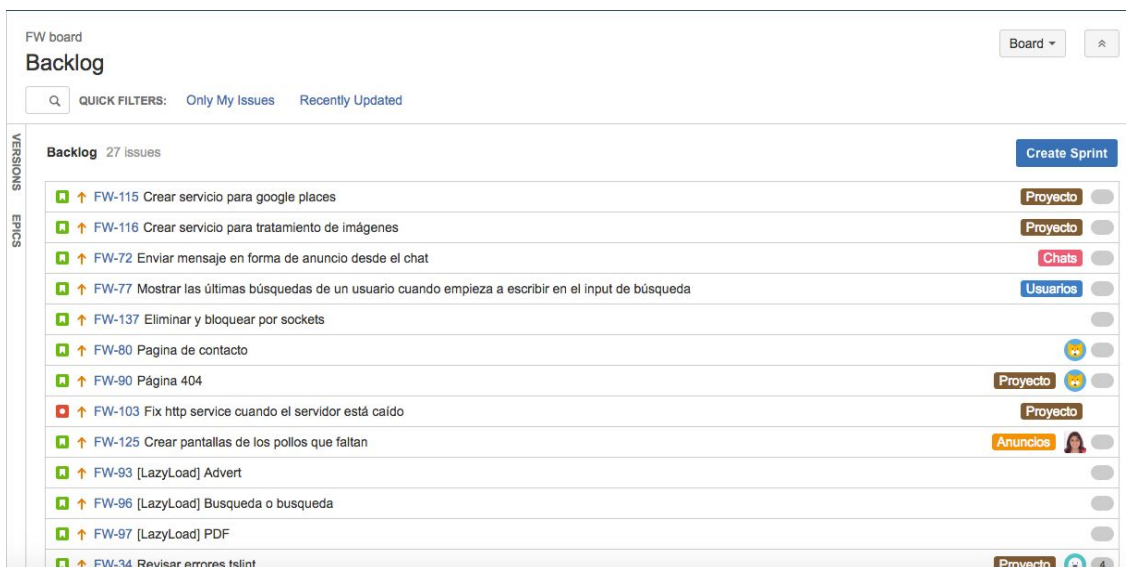 FW board
Backlog
Board
QUICK FILTERS: Only My Issues Recently Updated
VERSIONS
EPICS
Backlog 27 issues
Create Sprint
FW-115 Crear servicio para google places Proyecto
FW-116 Crear servicio para tratamiento de imágenes Proyecto
FW-72 Enviar mensaje en forma de anuncio desde el chat Chats
FW-77 Mostrar las últimas búsquedas de un usuario cuando empieza a escribir en el input de búsqueda Usuarios
FW-137 Eliminar y bloquear por sockets
FW-80 Pagina de contacto
FW-90 Página 404 Proyecto
FW-103 Fix http service cuando el servidor está caído Proyecto
FW-125 Crear pantallas de los pollos que faltan Anuncios
FW-93 [LazyLoad] Advert
FW-96 [LazyLoad] Busqueda o busqueda
FW-97 [LazyLoad] PDF
FW-34 Revisar errores tslint Proyecto 4